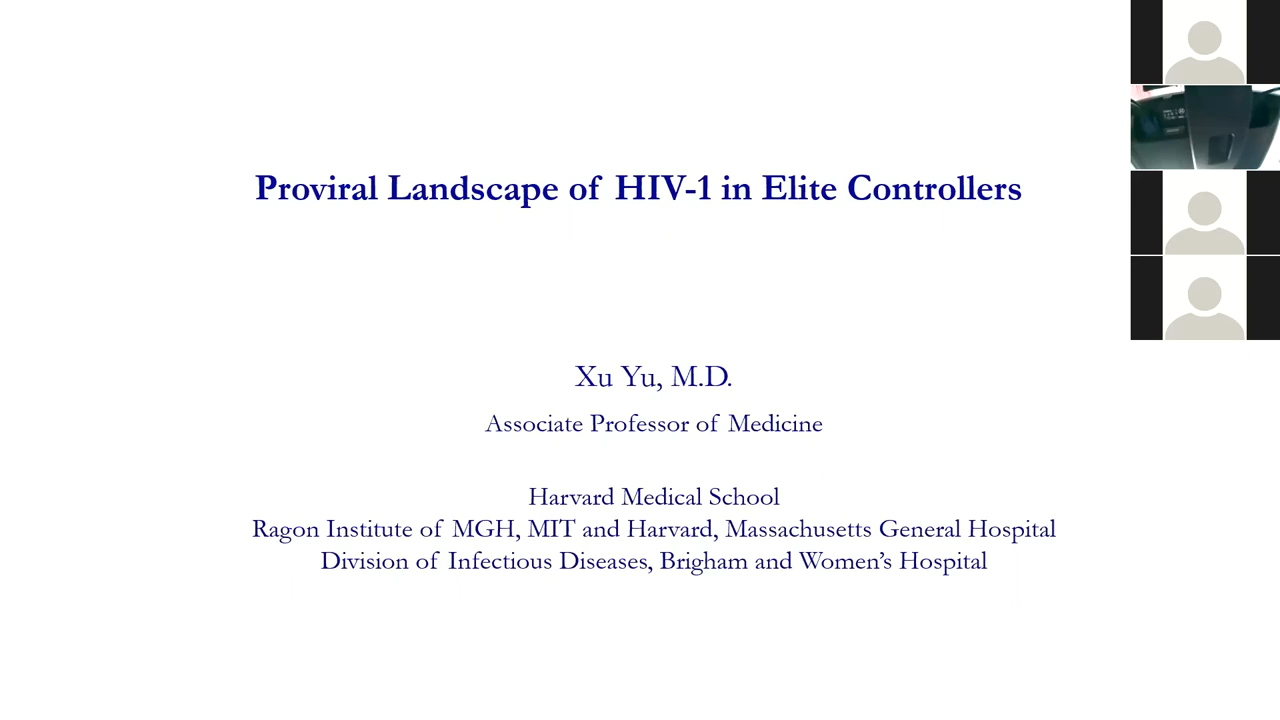 Proviral Landscape of HIV-1 in Elite Controllers
Xu Yu, M.D.
Associate Professor of Medicine
Harvard Medical School
Ragon Institute of MGH, MIT and Harvard, Massachusetts General Hospital
Division of Infectious Diseases, Brigham and Women's Hospital